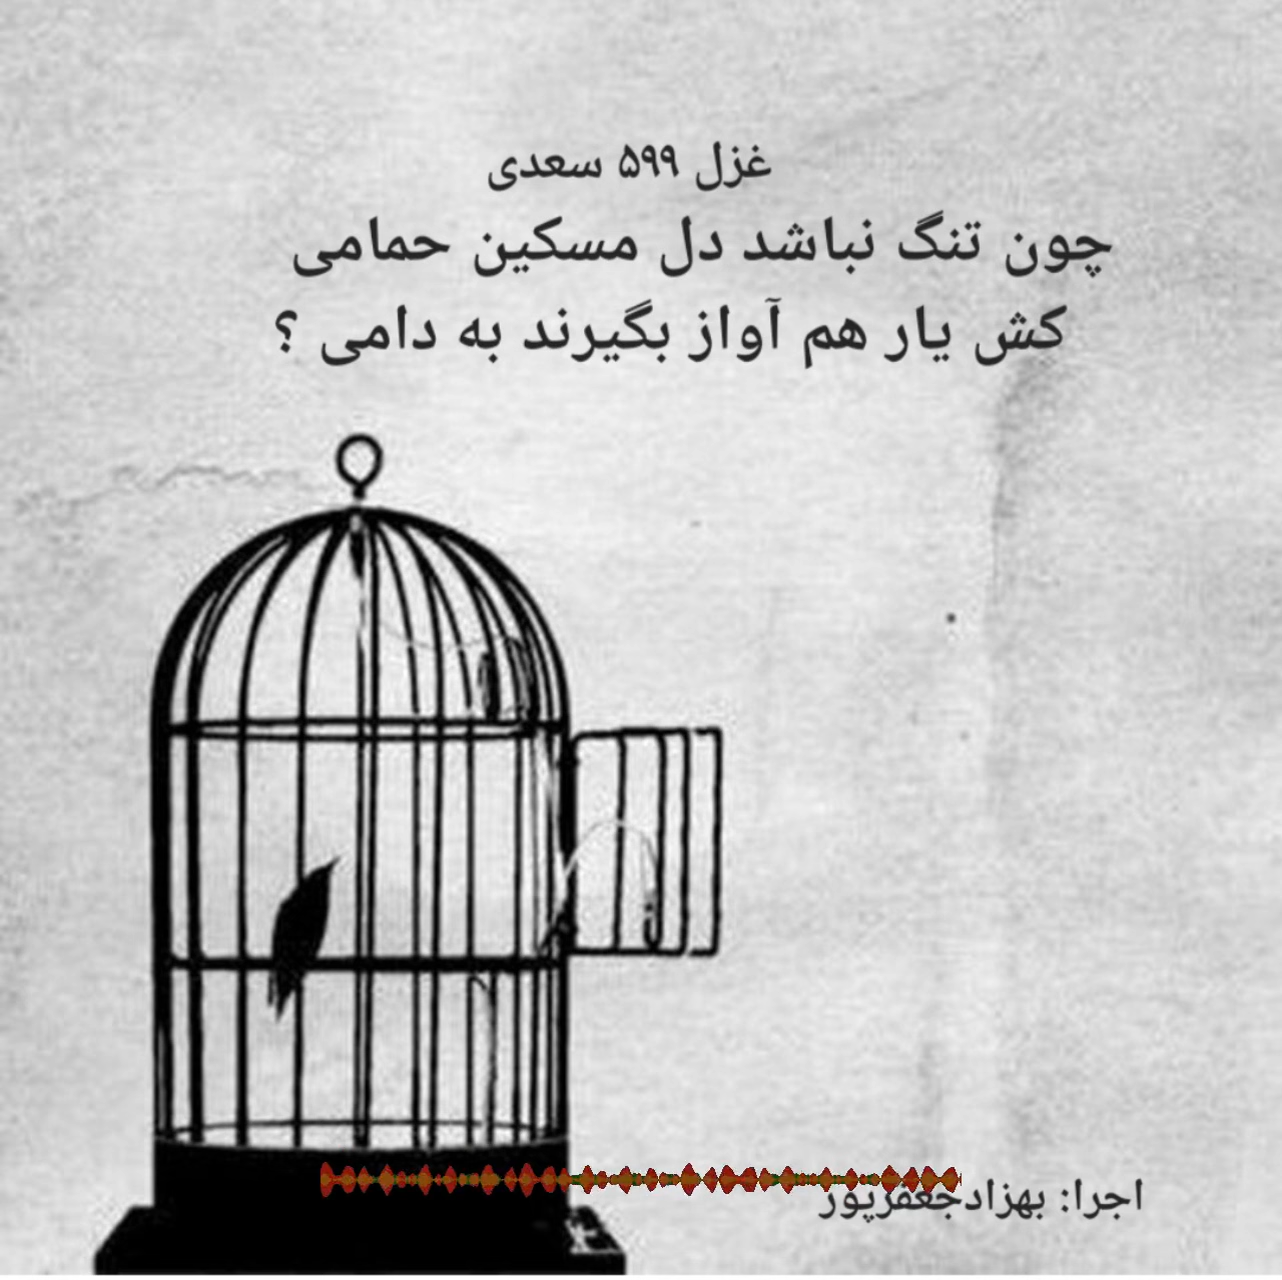 غزل ۵۹۹ سعدی
چون تنگ نباشد دل مسکین حمامی
کش یار هم آواز بگیرند به دامی ؟
اجرا: بهزادجعفرپور